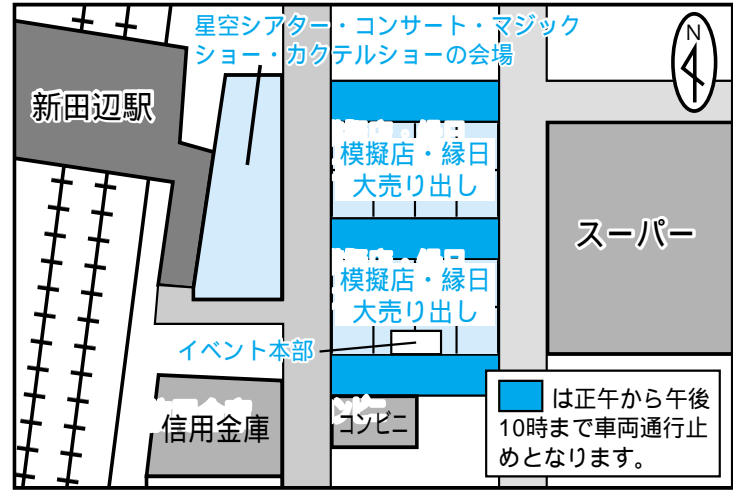 星空シアター・コンサート・マジック
ショー・カクテルショーの会場
N
新田辺駅
模擬店・縁日
大売り出し
スーパー
模擬店・縁日
大売り出し
イベント本部
信用金庫
コンビニ
は正午から午後
10時まで車両通行止
めとなります。